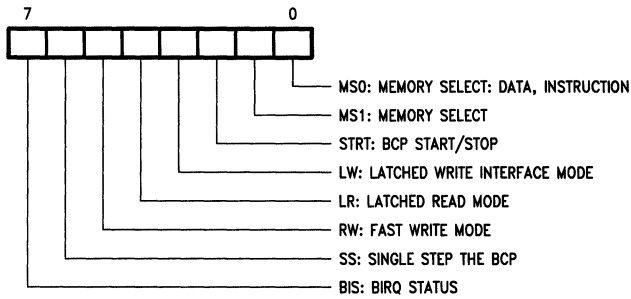 7 0
MS0: MEMORY SELECT: DATA, INSTRUCTION
MS1: MEMORY SELECT
STRT: BCP START/STOP
LW: LATCHED WRITE INTERFACE MODE
LR: LATCHED READ MODE
RW: FAST WRITE MODE
SS: SINGLE STEP THE BCP
BIS: BIRQ STATUS